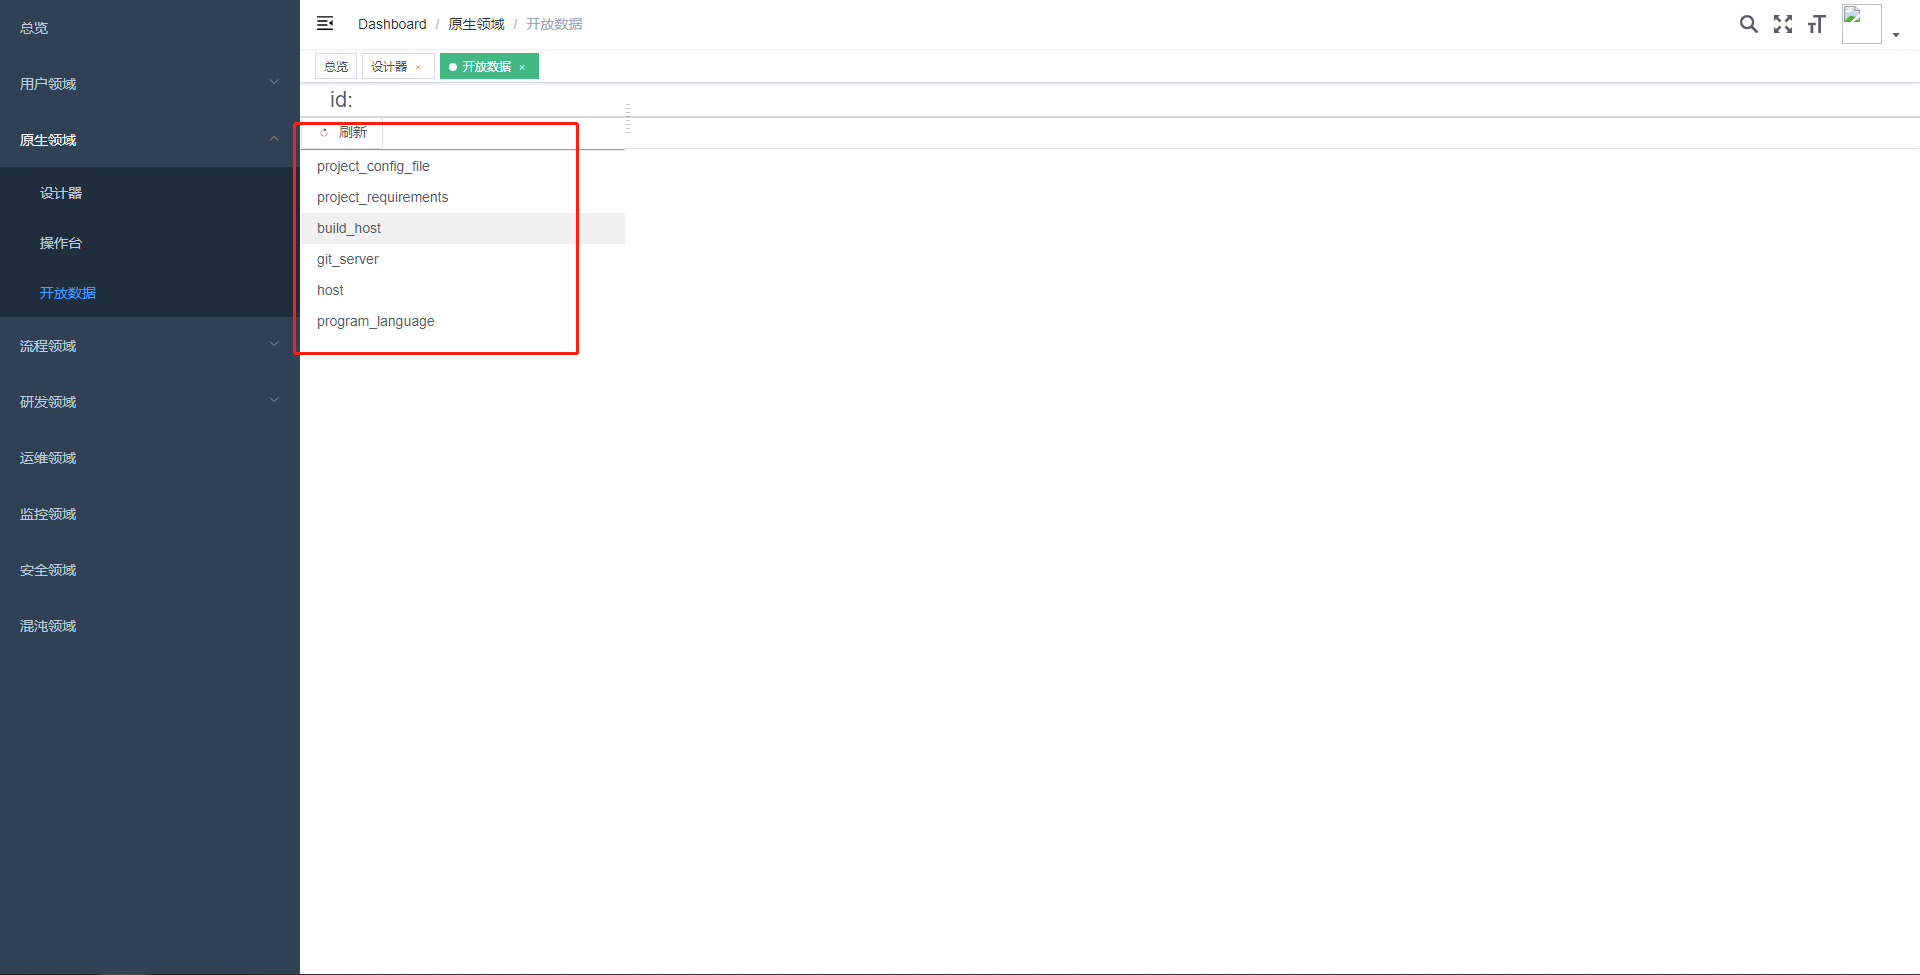 总览
用户领域
原生领域
设计器
操作台
开放数据
流程领域
研发领域
运维领域
监控领域
安全领域
混沌领域
Dashboard / 原生领域 / 开放数据
总览 设计器 × 开放数据 ×
id:
刷新
project_config_file
project_requirements
build_host
git_server
host
program_language